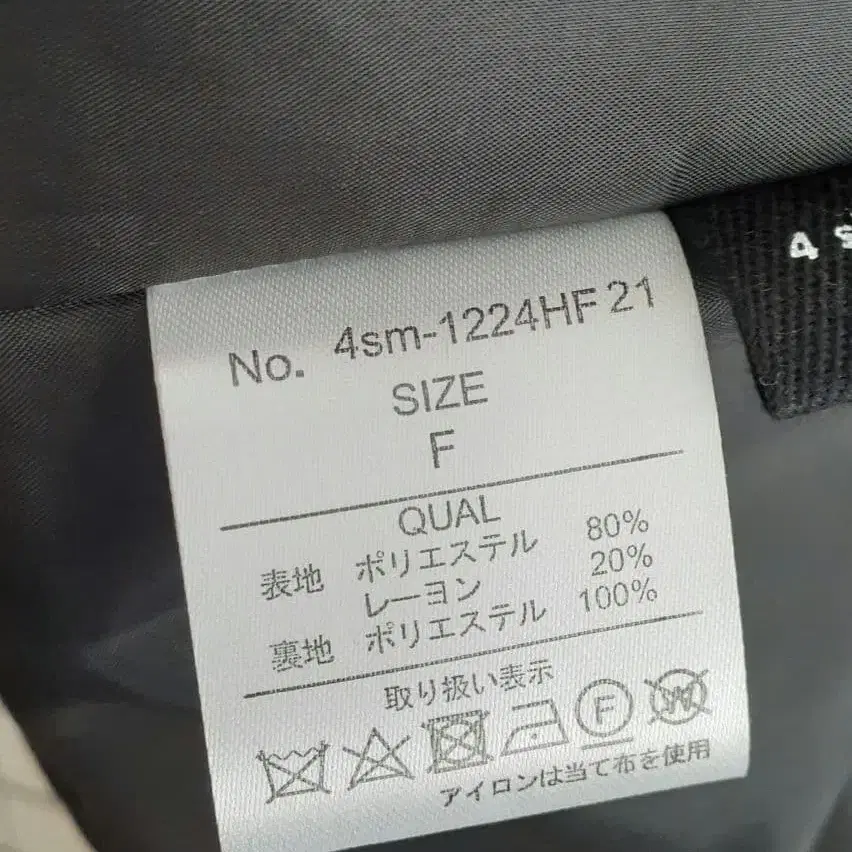 No. 4sm-1224HF 21
SIZE
F
QUAL
表地 ポリエステル 80%
レーヨン 20%
裏地 ポリエステル 100%
取り扱い表示
F W
アイロンは当て布を使用
4 s